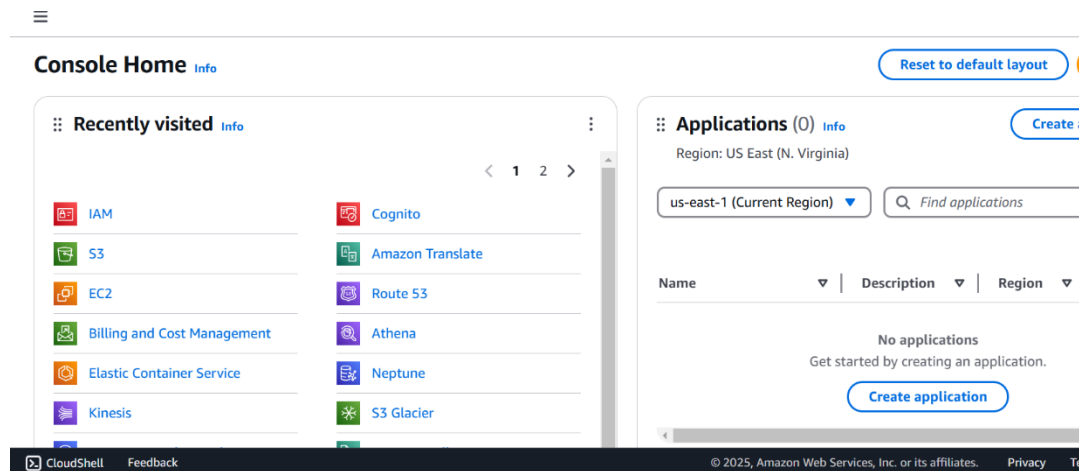 Console Home Info
Reset to default layout
Recently visited Info
1 2
IAM
S3
EC2
Billing and Cost Management
Elastic Container Service
Kinesis
Cognito
Amazon Translate
Route 53
Athena
Neptune
S3 Glacier
Applications (0) Info
Create
Region: US East (N. Virginia)
us-east-1 (Current Region)
Find applications
Name Description Region
No applications
Get started by creating an application.
Create application
CloudShell Feedback
© 2025, Amazon Web Services, Inc. or its affiliates. Privacy